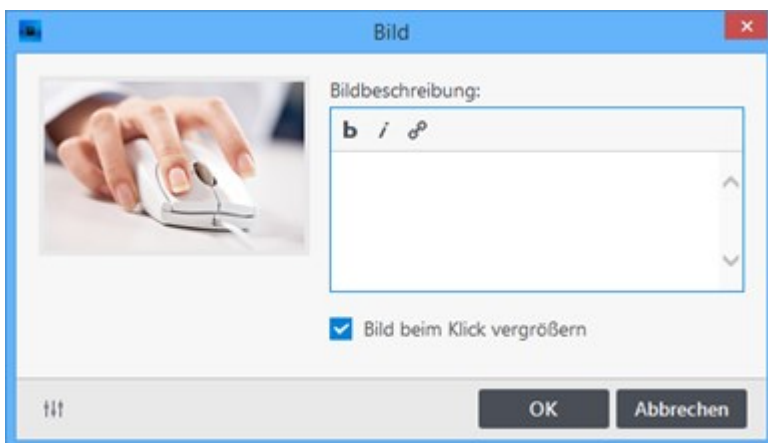 Bild
Bildbeschreibung:
b i
Bild beim Klick vergrößern
OK Abbrechen